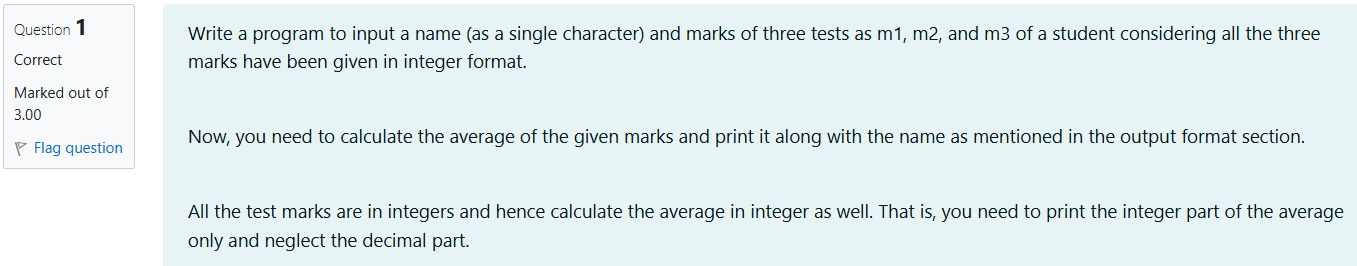 Question 1
Correct
Marked out of
3.00
Flag question
Write a program to input a name (as a single character) and marks of three tests as m1, m2, and m3 of a student considering all the three
marks have been given in integer format.
Now, you need to calculate the average of the given marks and print it along with the name as mentioned in the output format section.
All the test marks are in integers and hence calculate the average in integer as well. That is, you need to print the integer part of the average
only and neglect the decimal part.